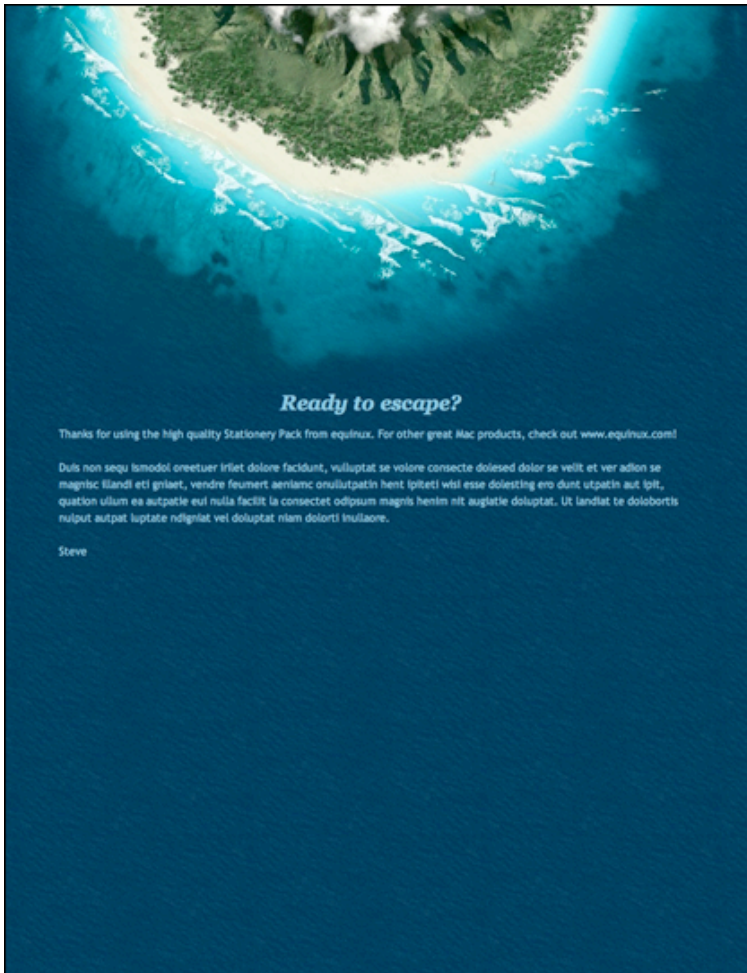 Ready to escape?
Thanks for using the high quality Stationery Pack from equinux. For other great Mac products, check out www.equinux.com!
Duis non sequ ismodol oreetuer iriiet dolore facidunt, vulluptat se volore consecte dolesed dolor se velit et ver adion se
magnisc illandi eti gniaet, vendre feumert aeniamc onullutpatin hent ipiteti wisi esse dolesting ero dunt utpatin aut ipit,
quation ullum ea autpatie eui nulla facilit la consectet odipsum magnis henim nit augiatie doluptat. Ut landiat te dolobortis
nulput autpat luptate ndigniat vel doluptat niam dolorti inullaore.
Steve